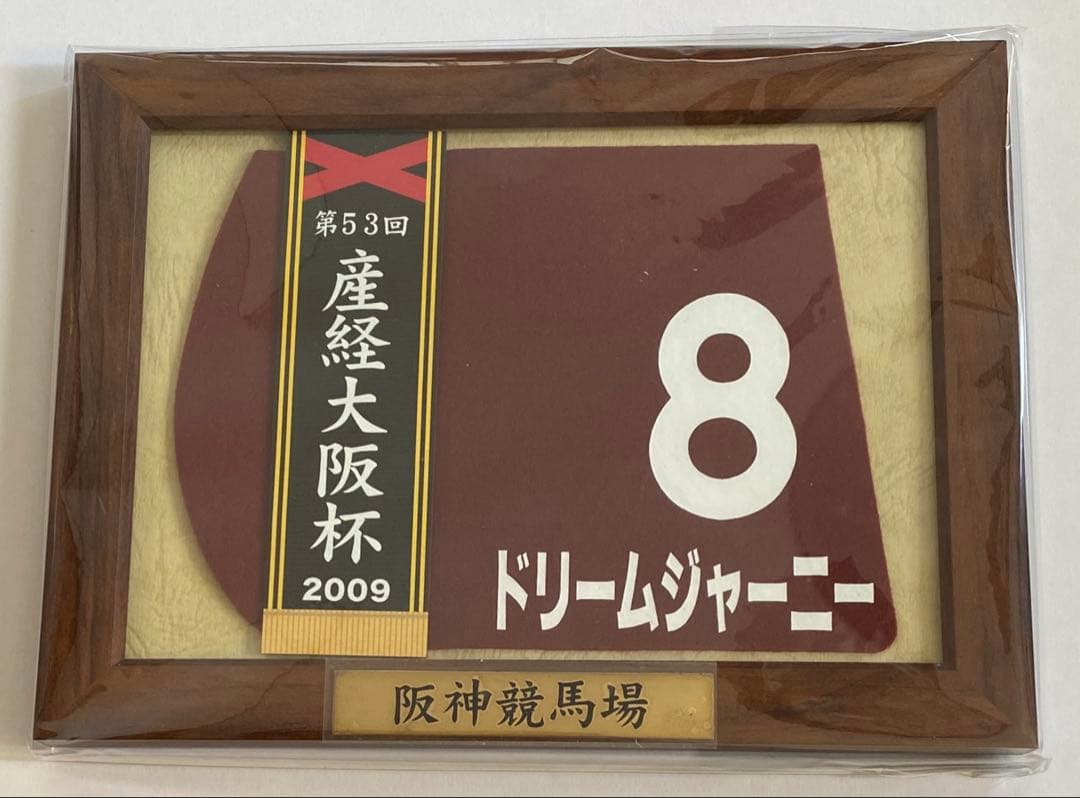 第53回
産経大阪杯
2009
8
ドリームジャーニー
阪神競馬場